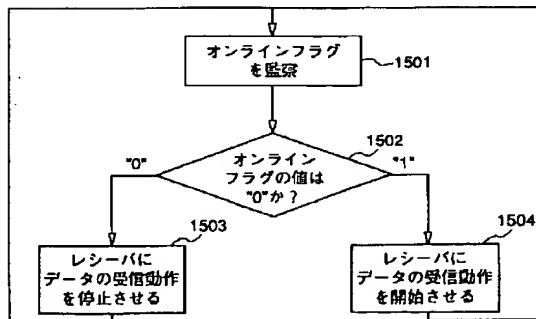 オンラインフラグ
を監察
1501
1502
"0"
オンライン
フラグの値は
"0"か？
"1"
1503
レシーバに
データの受信動作
を停止させる
1504
レシーバに
データの受信動作
を開始させる